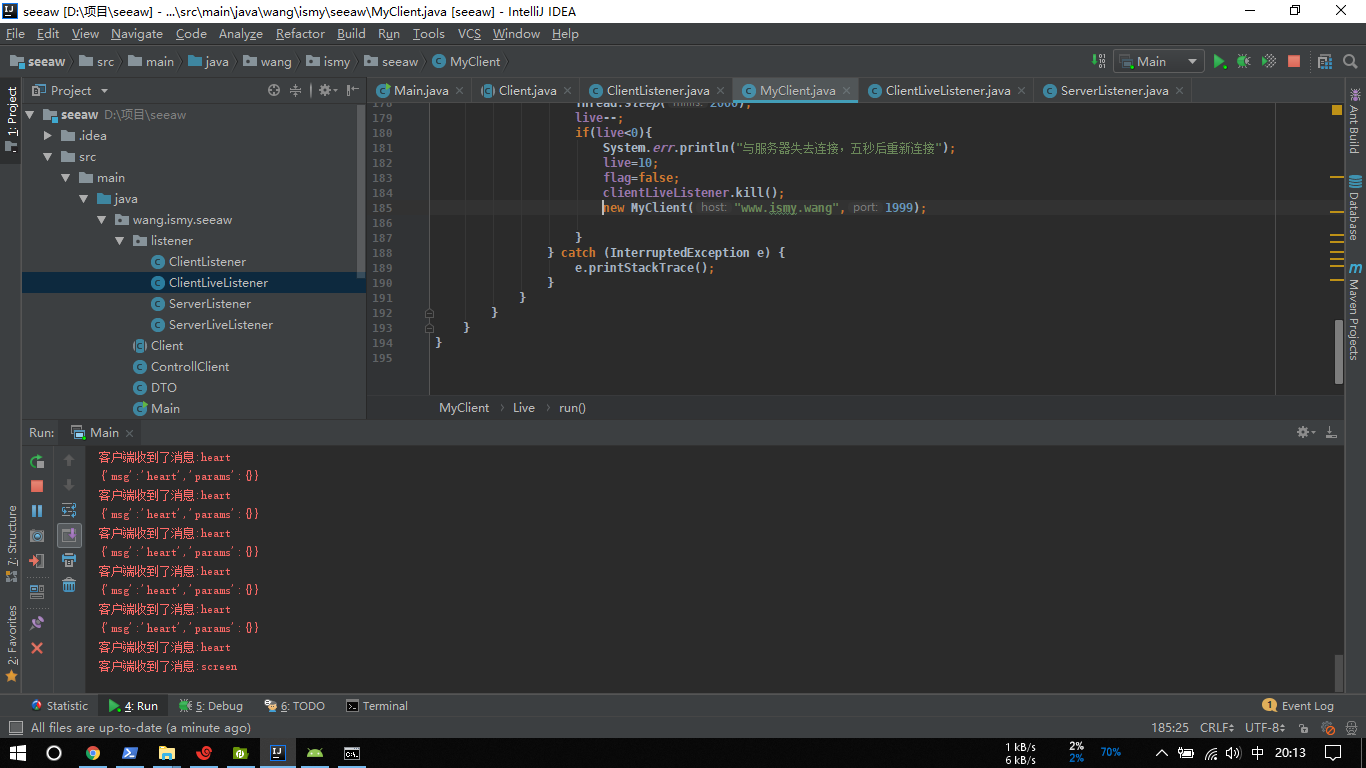 seeaw [D:\项目\seeaw] - ...\src\main\java\wang\ismy\seeaw\MyClient.java [seeaw] - IntelliJ IDEA
File Edit View Navigate Code Analyze Refactor Build Run Tools VCS Window Help
seeaw src main java wang ismy seeaw MyClient
Main
1: Project
Project
Main.java Client.java ClientListener.java MyClient.java ClientLiveListener.java ServerListener.java
seeaw D:\项目\seeaw
.idea
src
main
java
wang.ismy.seeaw
listener
ClientListener
ClientLiveListener
ServerListener
ServerLiveListener
Client
ControllClient
DTO
Main
178 Thread.sleep( millis: 2000);
179 live--;
180 if(live<0){
181 System.err.println("与服务器失去连接，五秒后重新连接");
182 live=10;
183 flag=false;
184 clientLiveListener.kill();
185 new MyClient( host: "www.ismy.wang", port: 1999);
186
187 }
188 } catch (InterruptedException e) {
189 e.printStackTrace();
190 }
191 }
192 }
193 }
194 }
195
MyClient Live run()
Ant Build
Database
Maven Projects
Run: Main
客户端收到了消息:heart
{'msg':'heart','params':{}}
客户端收到了消息:heart
{'msg':'heart','params':{}}
客户端收到了消息:heart
{'msg':'heart','params':{}}
客户端收到了消息:heart
{'msg':'heart','params':{}}
客户端收到了消息:heart
{'msg':'heart','params':{}}
客户端收到了消息:heart
客户端收到了消息:screen
7: Structure
2: Favorites
Statistic 4: Run 5: Debug 6: TODO Terminal
1 Event Log
All files are up-to-date (a minute ago)
185:25 CRLF UTF-8
1 kB/s
6 kB/s
2%
2%
70%
中 20:13